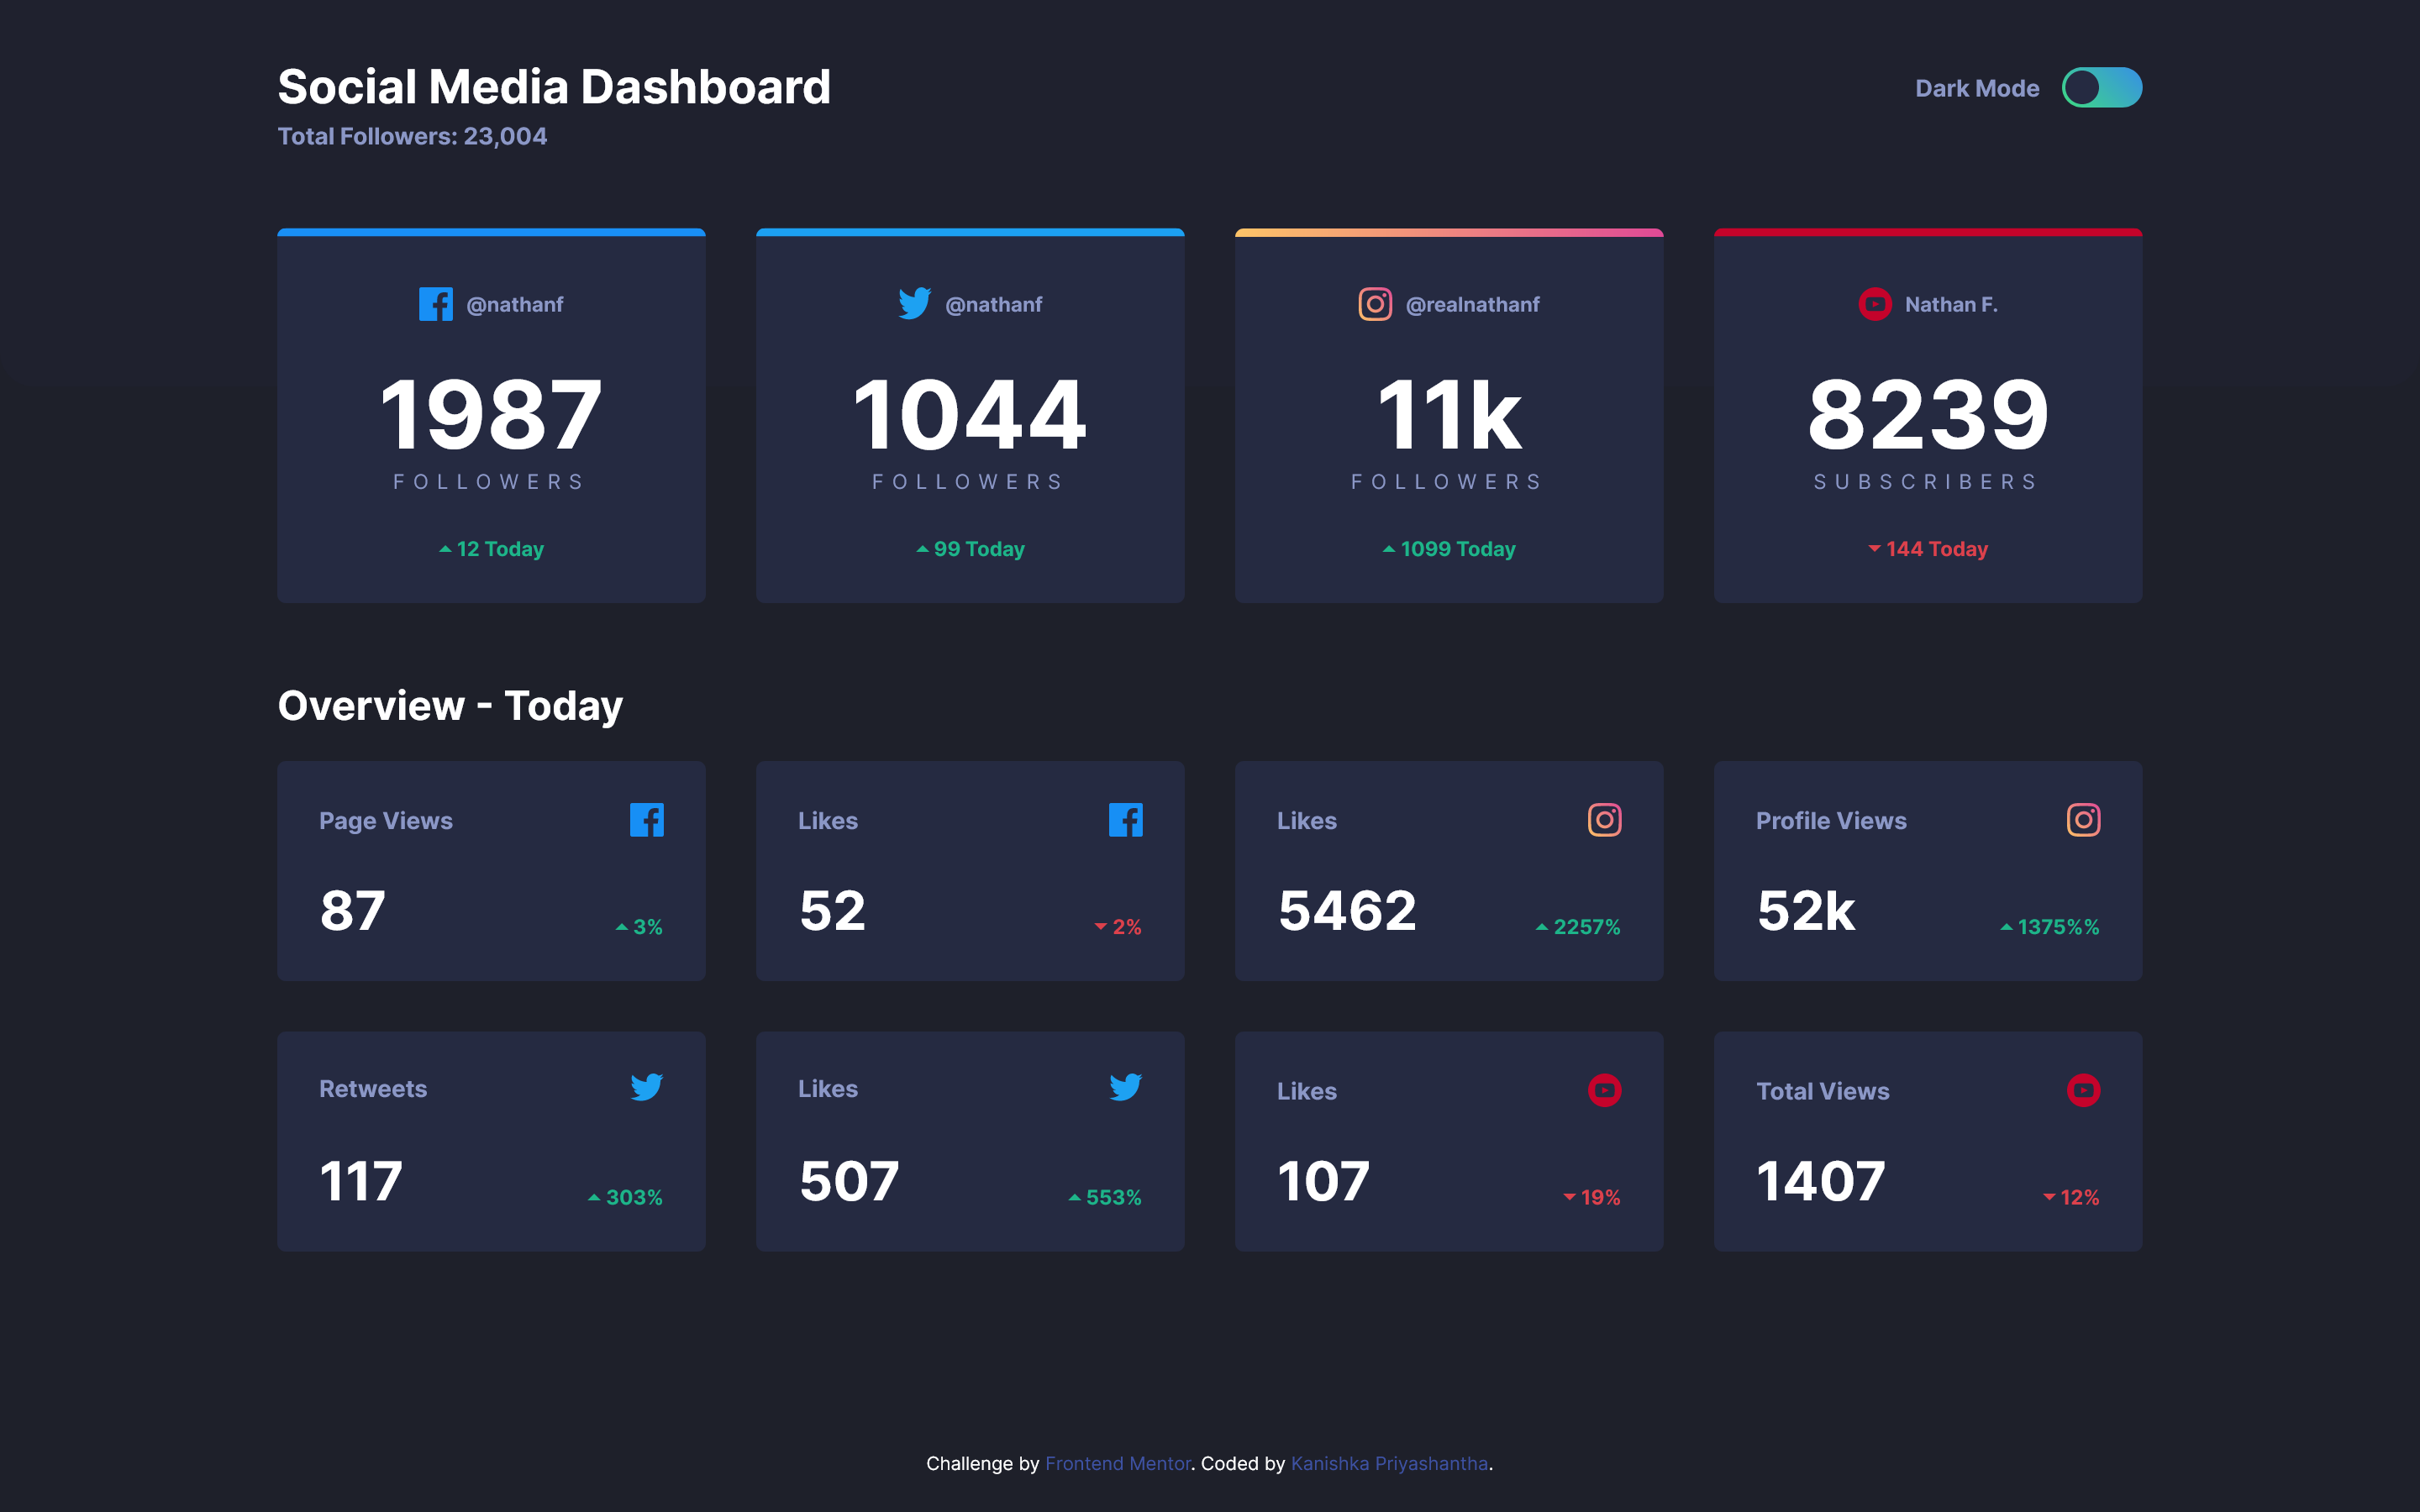 Social Media Dashboard
Dark Mode
Total Followers: 23,004
@nathanf
1987
FOLLOWERS
12 Today
@nathanf
1044
FOLLOWERS
99 Today
@realnathanf
11k
FOLLOWERS
1099 Today
Nathan F.
8239
SUBSCRIBERS
144 Today
Overview - Today
Page Views
87
3%
Likes
52
2%
Likes
5462
2257%
Profile Views
52k
1375%%
Retweets
117
303%
Likes
507
553%
Likes
107
19%
Total Views
1407
12%
Challenge by Frontend Mentor. Coded by Kanishka Priyashantha.